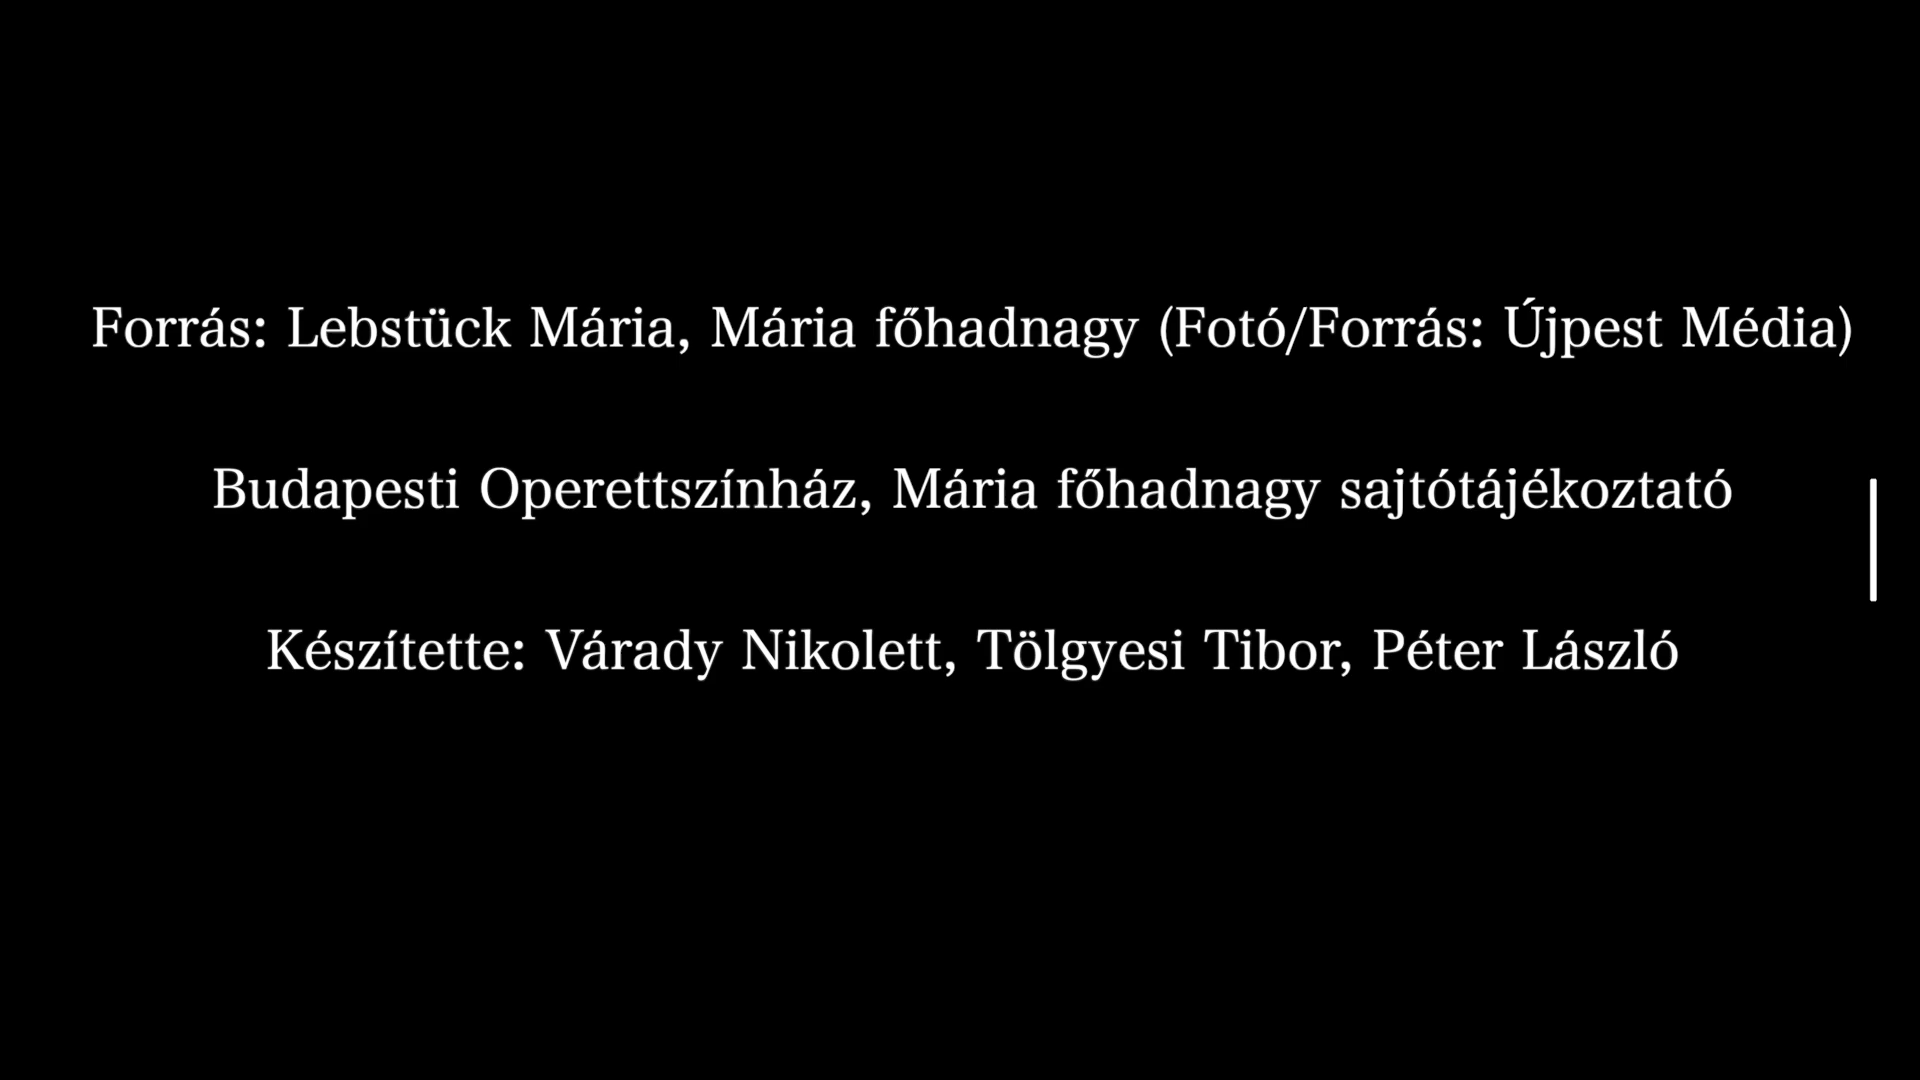 Forrás: Lebstück Mária, Mária főhadnagy (Fotó/Forrás: Újpest Média)
Budapesti Operettszínház, Mária főhadnagy sajtótájékoztató
Készítette: Várady Nikolett, Tölgyesi Tibor, Péter László